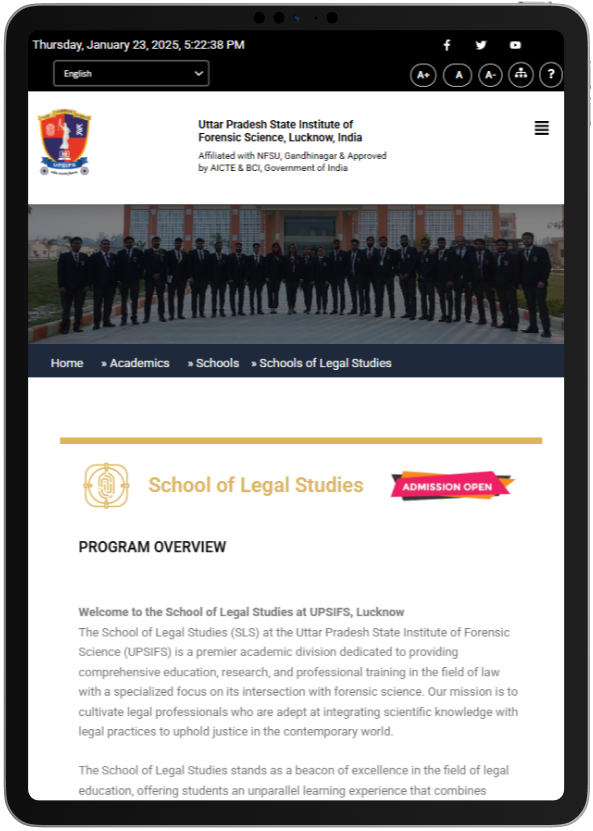 Thursday, January 23, 2025, 5:22:38 PM
English
A+ A A- ?
Uttar Pradesh State Institute of
Forensic Science, Lucknow, India
Affiliated with NFSU, Gandhinagar & Approved
by AICTE & BCI, Government of India
UPSIFS
Home » Academics » Schools » Schools of Legal Studies
School of Legal Studies
ADMISSION OPEN
PROGRAM OVERVIEW
Welcome to the School of Legal Studies at UPSIFS, Lucknow
The School of Legal Studies (SLS) at the Uttar Pradesh State Institute of Forensic
Science (UPSIFS) is a premier academic division dedicated to providing
comprehensive education, research, and professional training in the field of law
with a specialized focus on its intersection with forensic science. Our mission is to
cultivate legal professionals who are adept at integrating scientific knowledge with
legal practices to uphold justice in the contemporary world.
The School of Legal Studies stands as a beacon of excellence in the field of legal
education, offering students an unparallel learning experience that combines